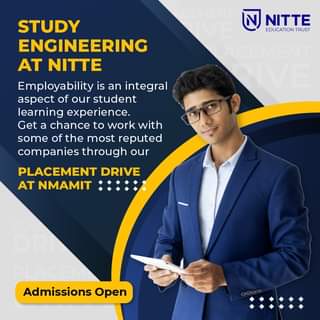 NITTE
EDUCATION TRUST
STUDY
ENGINEERING
AT NITTE
Employability is an integral
aspect of our student
learning experience.
Get a chance to work with
some of the most reputed
companies through our
PLACEMENT DRIVE
AT NMAMIT
Admissions Open